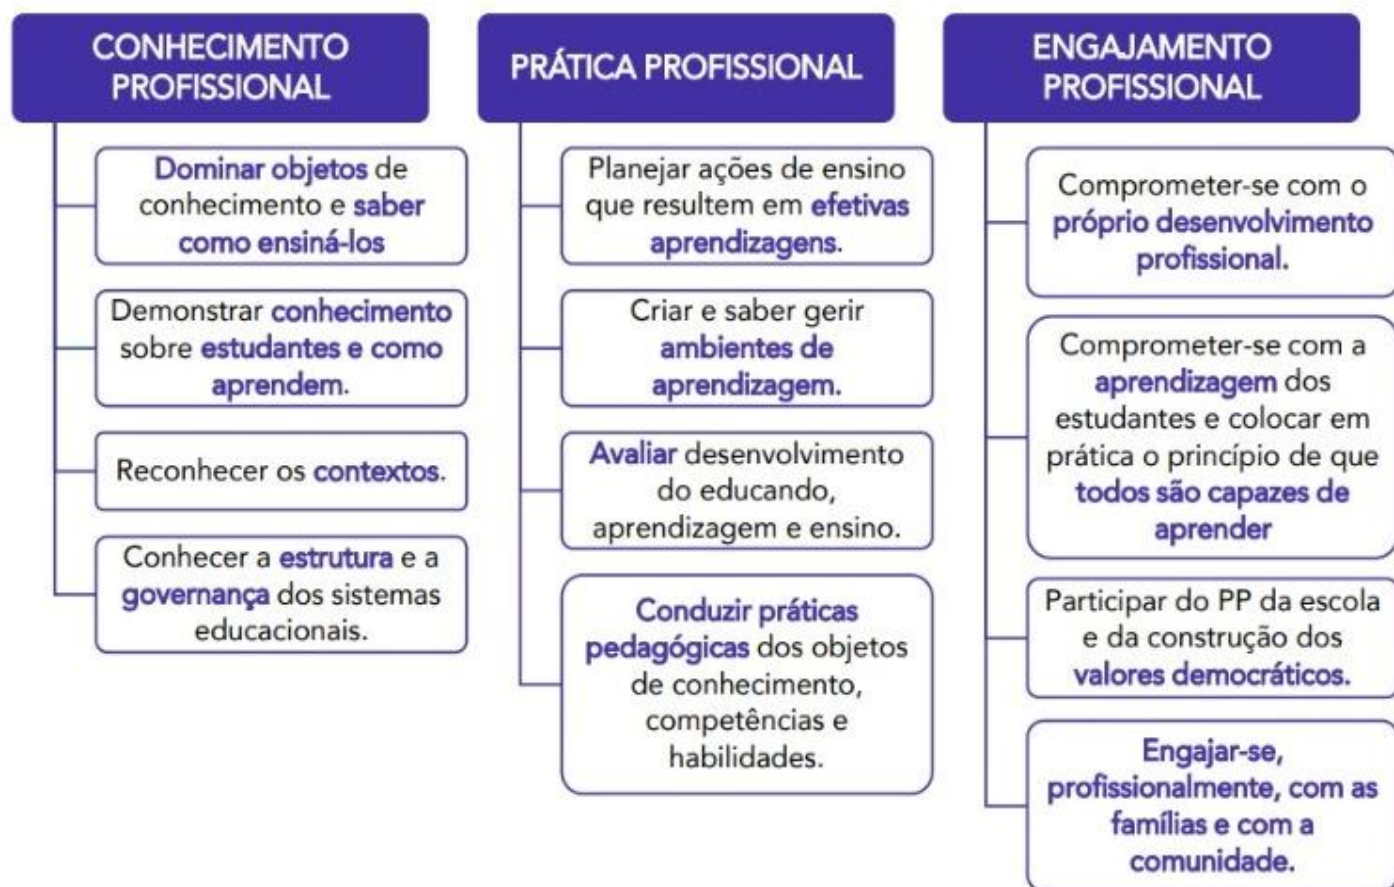 CONHECIMENTO
PROFISSIONAL
Dominar objetos de
conhecimento e saber
como ensiná-los
Demonstrar conhecimento
sobre estudantes e como
aprendem.
Reconhecer os contextos.
Conhecer a estrutura e a
governança dos sistemas
educacionais.
PRÁTICA PROFISSIONAL
Planejar ações de ensino
que resultem em efetivas
aprendizagens.
Criar e saber gerir
ambientes de
aprendizagem.
Avaliar desenvolvimento
do educando,
aprendizagem e ensino.
Conduzir práticas
pedagógicas dos objetos
de conhecimento,
competências e
habilidades.
ENGAJAMENTO
PROFISSIONAL
Comprometer-se com o
próprio desenvolvimento
profissional.
Comprometer-se com a
aprendizagem dos
estudantes e colocar em
prática o princípio de que
todos são capazes de
aprender
Participar do PP da escola
e da construção dos
valores democráticos.
Engajar-se,
profissionalmente, com as
famílias e com a
comunidade.